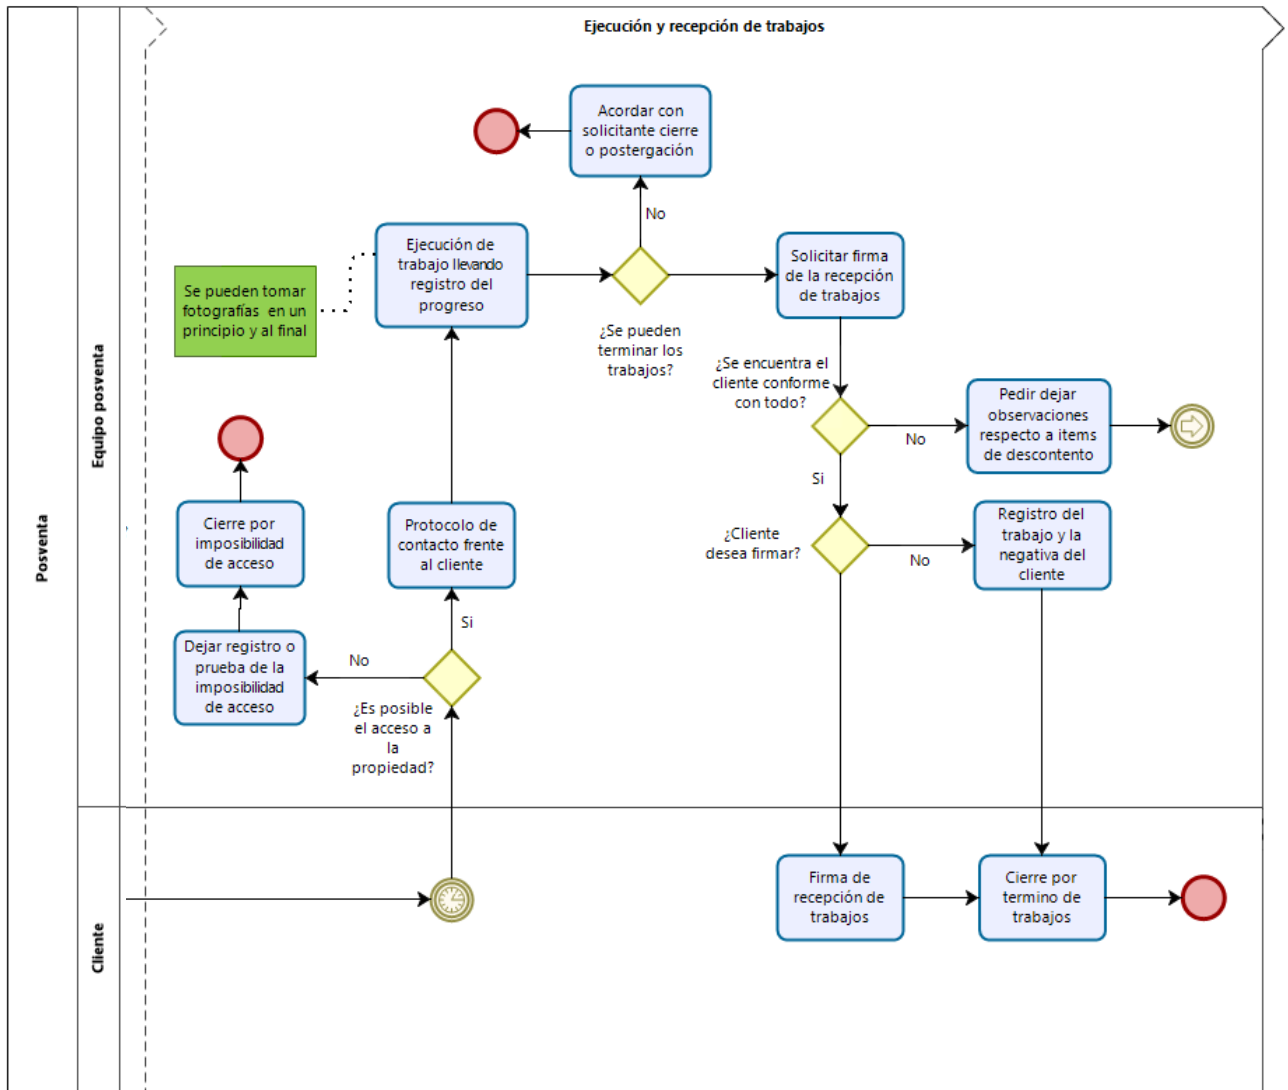 Ejecución y recepción de trabajos
Posventa
Equipo posventa
Cliente
Acordar con
solicitante cierre
o postergación
No
Ejecución de
trabajo llevando
registro del
progreso
Se pueden tomar
fotografías en un
principio y al final
¿Se pueden
terminar los
trabajos?
Solicitar firma
de la recepción
de trabajos
¿Se encuentra el
cliente conforme
con todo?
No
Pedir dejar
observaciones
respecto a items
de descontento
Si
¿Cliente
desea firmar?
No
Registro del
trabajo y la
negativa del
cliente
Cierre por
imposibilidad
de acceso
Protocolo de
contacto frente
al cliente
Si
Dejar registro o
prueba de la
imposibilidad
de acceso
No
¿Es posible
el acceso a
la
propiedad?
Firma de
recepción de
trabajos
Cierre por
termino de
trabajos